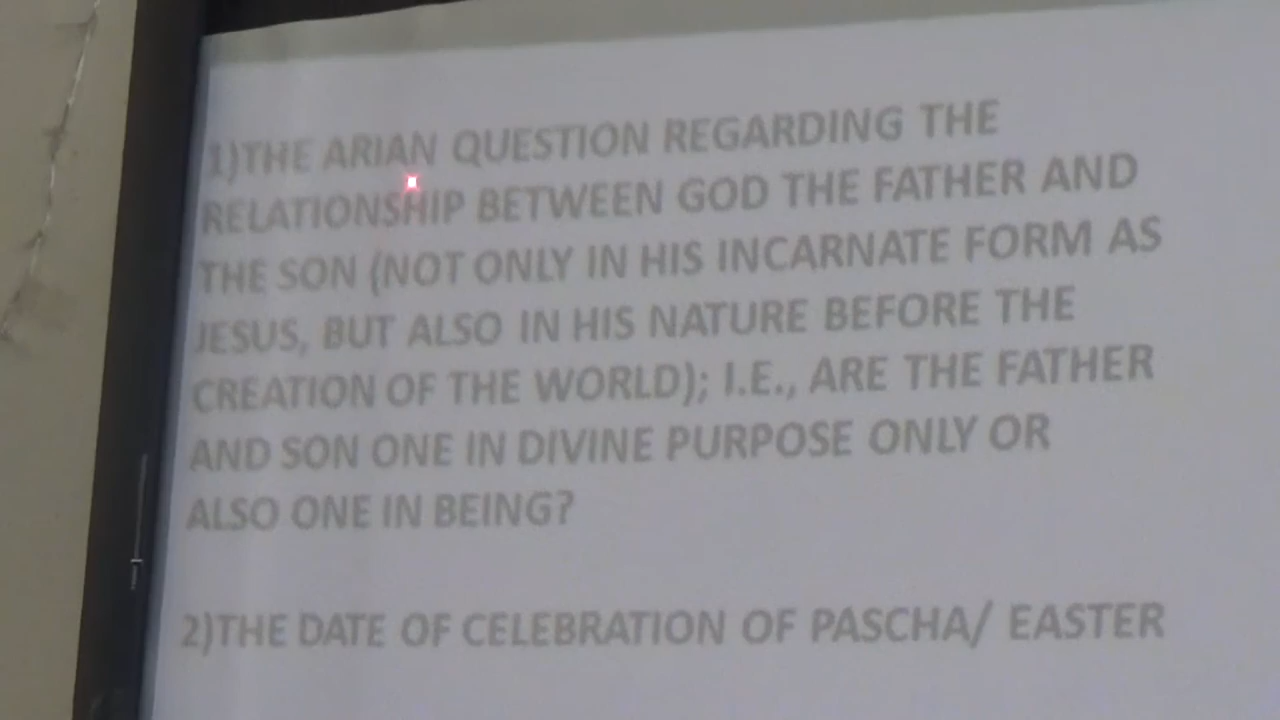 1)THE ARIAN QUESTION REGARDING THE
RELATIONSHIP BETWEEN GOD THE FATHER AND
THE SON (NOT ONLY IN HIS INCARNATE FORM AS
JESUS, BUT ALSO IN HIS NATURE BEFORE THE
CREATION OF THE WORLD); I.E., ARE THE FATHER
AND SON ONE IN DIVINE PURPOSE ONLY OR
ALSO ONE IN BEING?
2)THE DATE OF CELEBRATION OF PASCHA/ EASTER